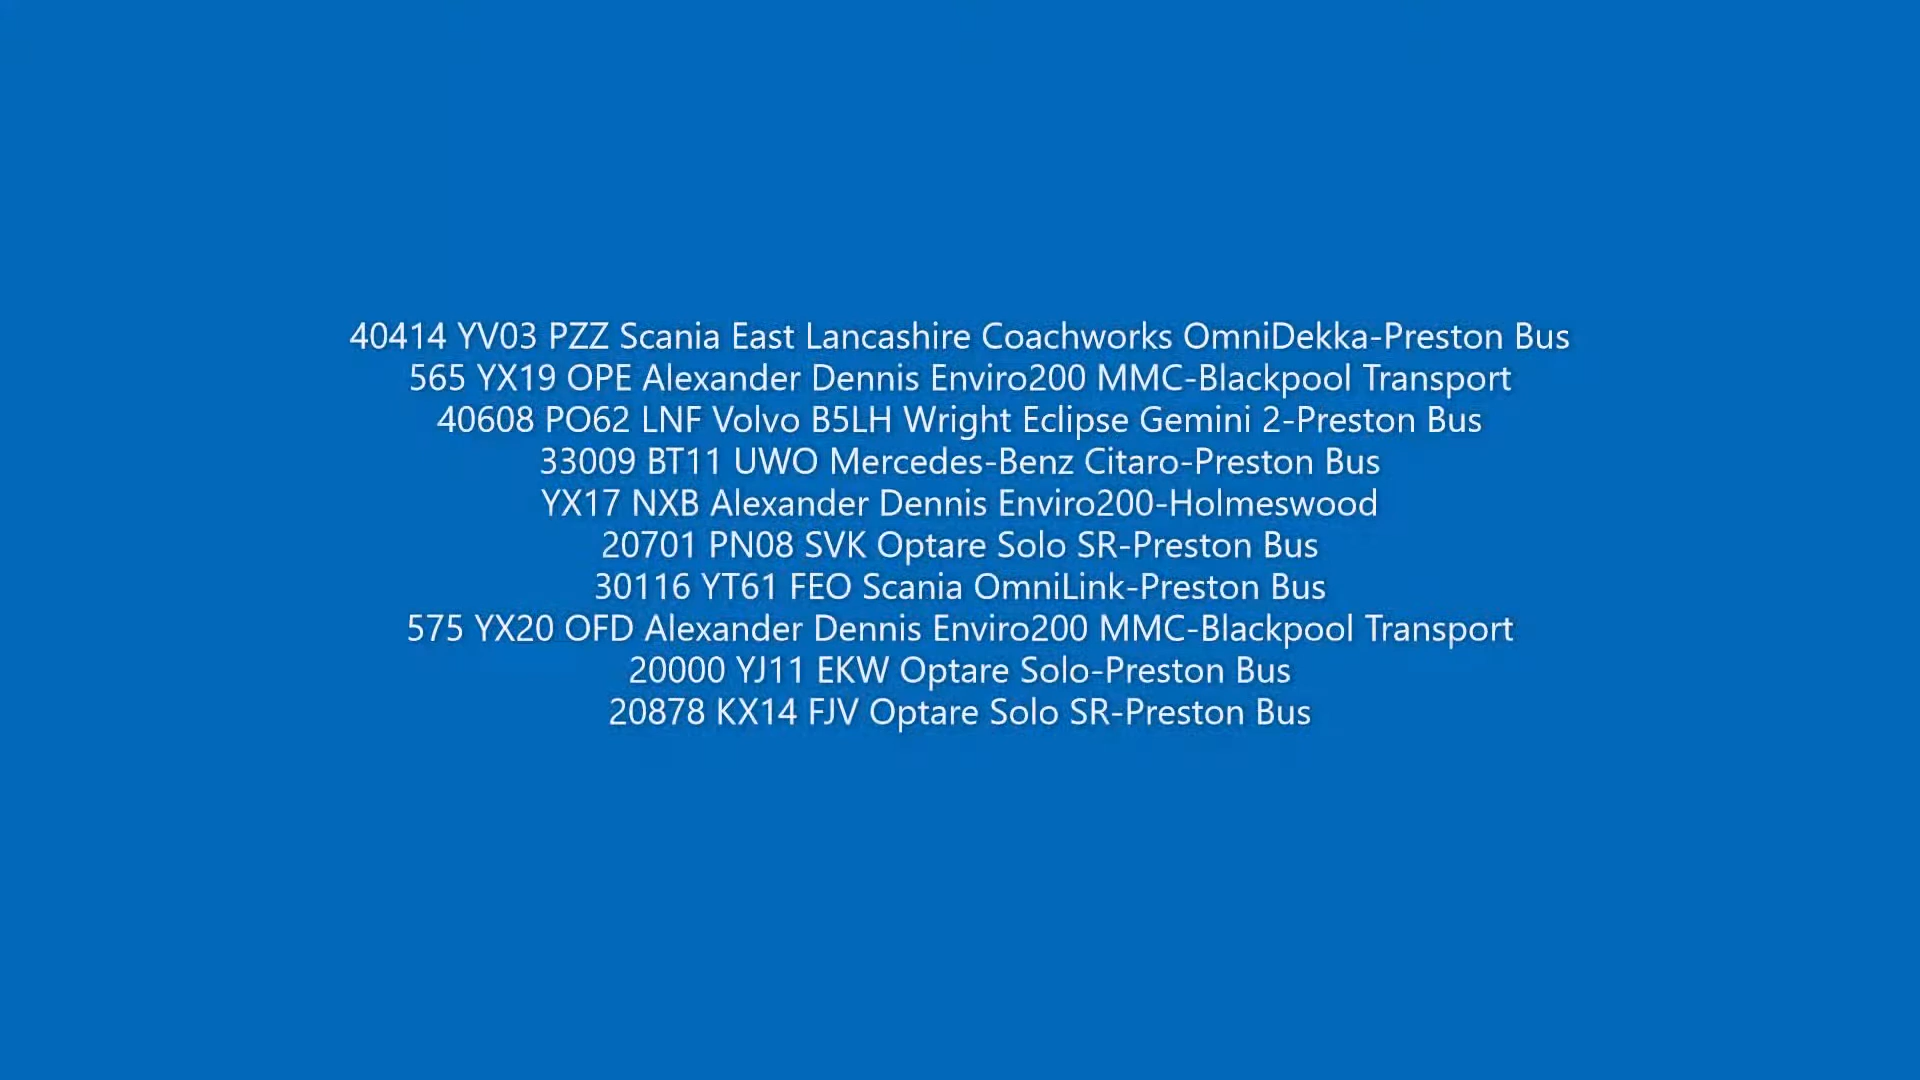 40414 YV03 PZZ Scania East Lancashire Coachworks OmniDekka-Preston Bus
565 YX19 OPE Alexander Dennis Enviro200 MMC-Blackpool Transport
40608 PO62 LNF Volvo B5LH Wright Eclipse Gemini 2-Preston Bus
33009 BT11 UWO Mercedes-Benz Citaro-Preston Bus
YX17 NXB Alexander Dennis Enviro200-Holmeswood
20701 PN08 SVK Optare Solo SR-Preston Bus
30116 YT61 FEO Scania OmniLink-Preston Bus
575 YX20 OFD Alexander Dennis Enviro200 MMC-Blackpool Transport
20000 YJ11 EKW Optare Solo-Preston Bus
20878 KX14 FJV Optare Solo SR-Preston Bus